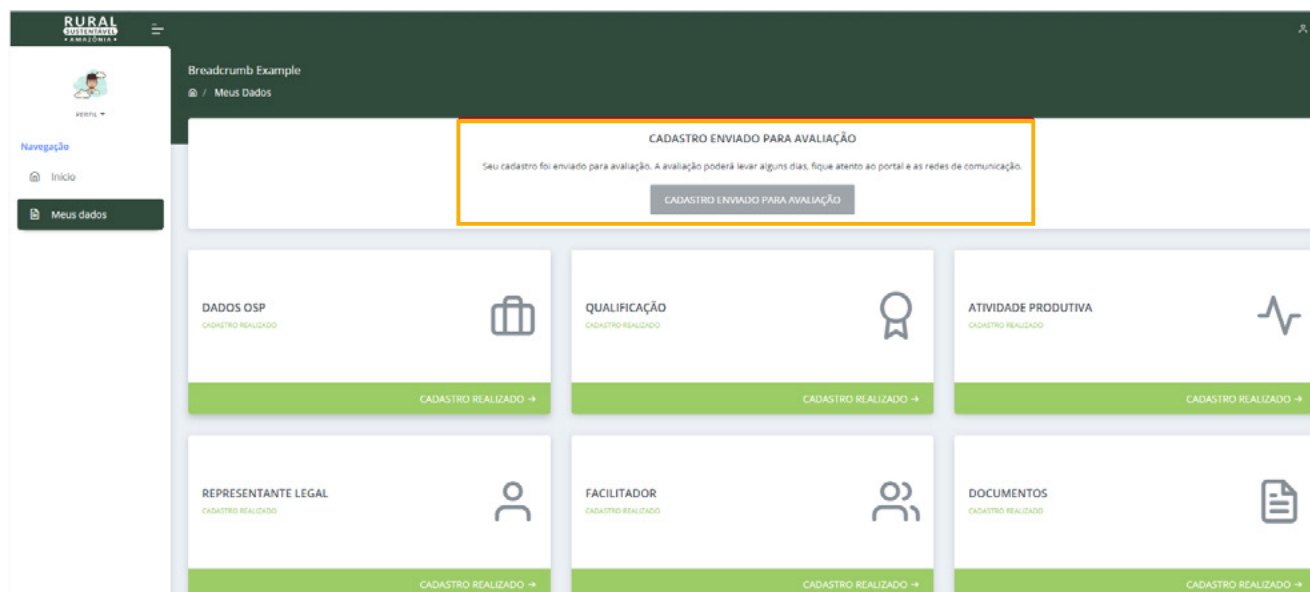 RURAL
SUSTENTÁVEL
• AMAZÔNIA •
Breadcrumb Example
/ Meus Dados
PERFIL
Navegação
Início
Meus dados
CADASTRO ENVIADO PARA AVALIAÇÃO
Seu cadastro foi enviado para avaliação. A avaliação poderá levar alguns dias, fique atento ao portal e as redes de comunicação.
CADASTRO ENVIADO PARA AVALIAÇÃO
DADOS OSP
CADASTRO REALIZADO
CADASTRO REALIZADO →
QUALIFICAÇÃO
CADASTRO REALIZADO
CADASTRO REALIZADO →
ATIVIDADE PRODUTIVA
CADASTRO REALIZADO
CADASTRO REALIZADO →
REPRESENTANTE LEGAL
CADASTRO REALIZADO
CADASTRO REALIZADO →
FACILITADOR
CADASTRO REALIZADO
CADASTRO REALIZADO →
DOCUMENTOS
CADASTRO REALIZADO
CADASTRO REALIZADO →